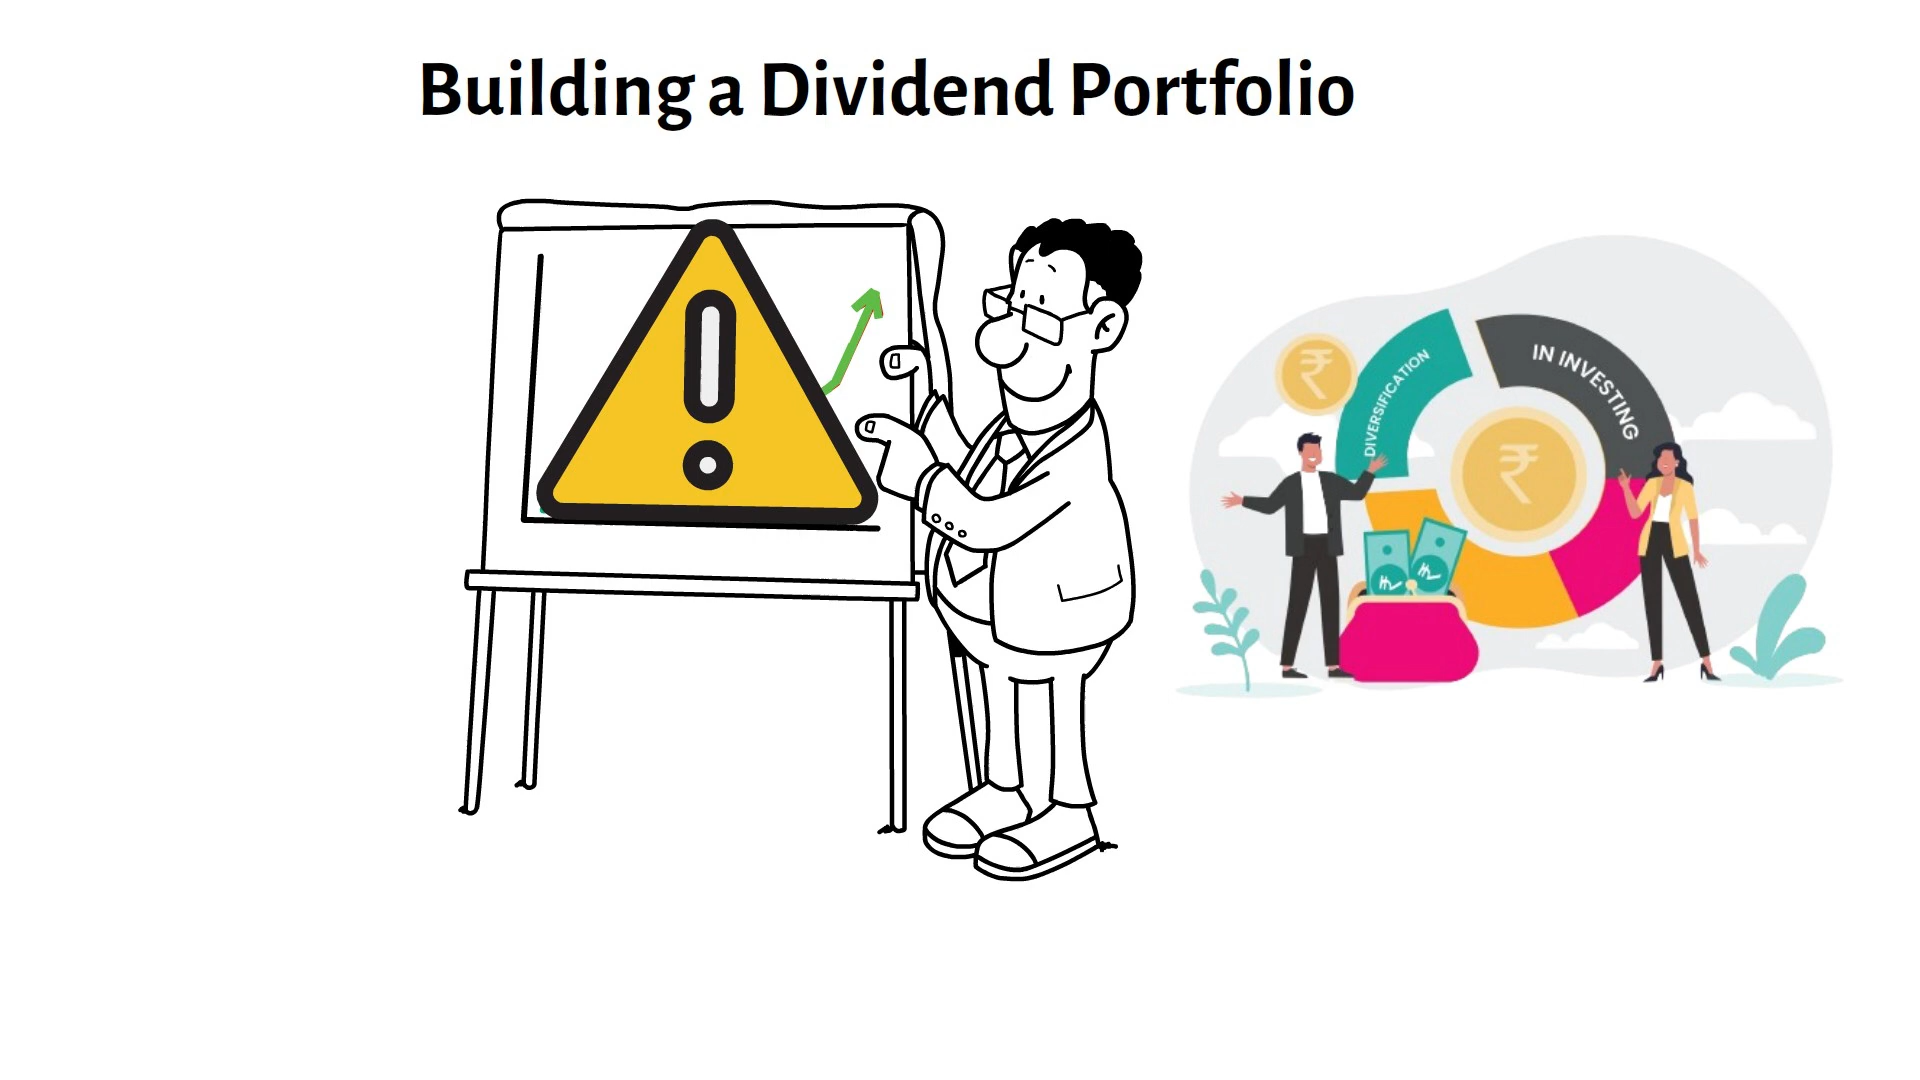 Building a Dividend Portfolio
DIVERSIFICATION
IN INVESTING
₹
₹
₹
₹